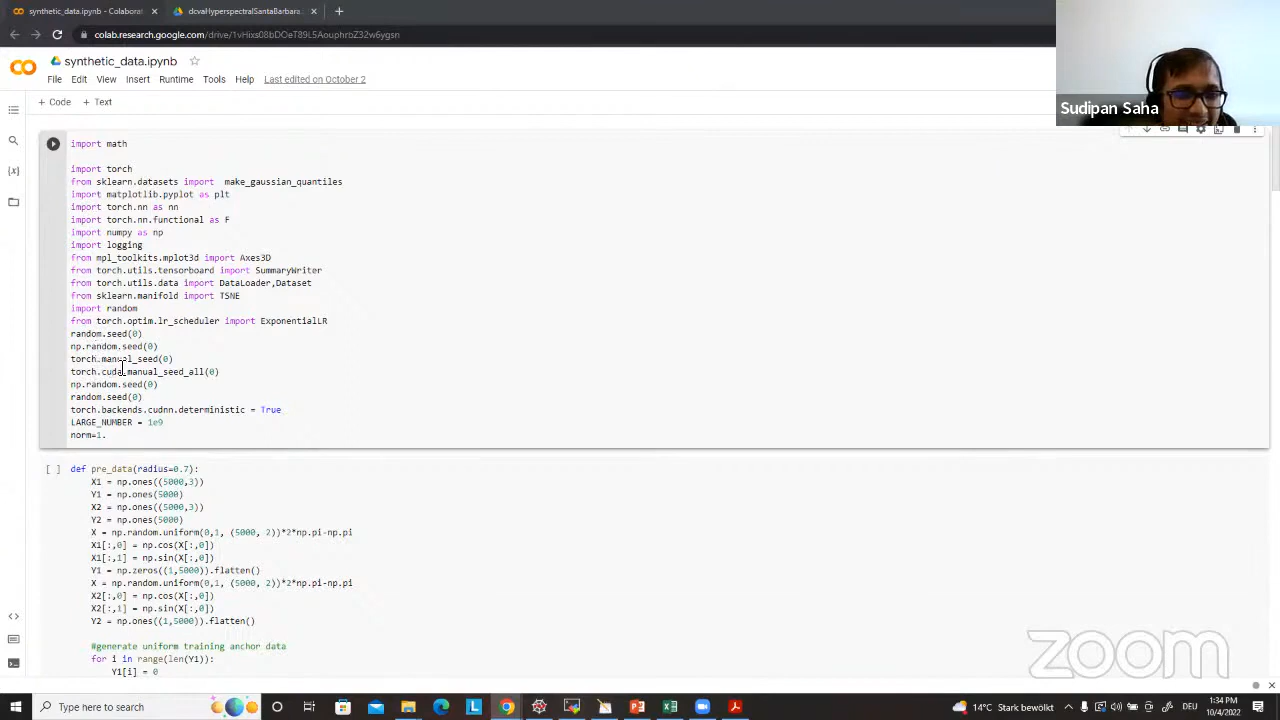 synthetic_data.ipynb - Colaborat
dcvaHyperspectralSantaBarbara
colab.research.google.com/drive/1vHixs08bDOeT89L5AouphrbZ32w6ygsn
synthetic_data.ipynb
File Edit View Insert Runtime Tools Help Last edited on October 2
+ Code + Text
Sudipan Saha
import math
import torch
from sklearn.datasets import make_gaussian_quantiles
import matplotlib.pyplot as plt
import torch.nn as nn
import torch.nn.functional as F
import numpy as np
import logging
from mpl_toolkits.mplot3d import Axes3D
from torch.utils.tensorboard import SummaryWriter
from torch.utils.data import DataLoader,Dataset
from sklearn.manifold import TSNE
import random
from torch.optim.lr_scheduler import ExponentialLR
random.seed(0)
np.random.seed(0)
torch.manual_seed(0)
torch.cuda.manual_seed_all(0)
np.random.seed(0)
random.seed(0)
torch.backends.cudnn.deterministic = True
LARGE_NUMBER = 1e9
norm=1.
[ ] def pre_data(radius=0.7):
X1 = np.ones((5000,3))
Y1 = np.ones(5000)
X2 = np.ones((5000,3))
Y2 = np.ones(5000)
X = np.random.uniform(0,1, (5000, 2))*2*np.pi-np.pi
X1[:,0] = np.cos(X[:,0])
X1[:,1] = np.sin(X[:,0])
Y1 = np.zeros((1,5000)).flatten()
X = np.random.uniform(0,1, (5000, 2))*2*np.pi-np.pi
X2[:,0] = np.cos(X[:,0])
X2[:,1] = np.sin(X[:,0])
Y2 = np.ones((1,5000)).flatten()
#generate uniform training anchor data
for i in range(len(Y1)):
Y1[i] = 0
zoom
Type here to search
14°C Stark bewölkt
DE
1:34 PM
10/4/2022